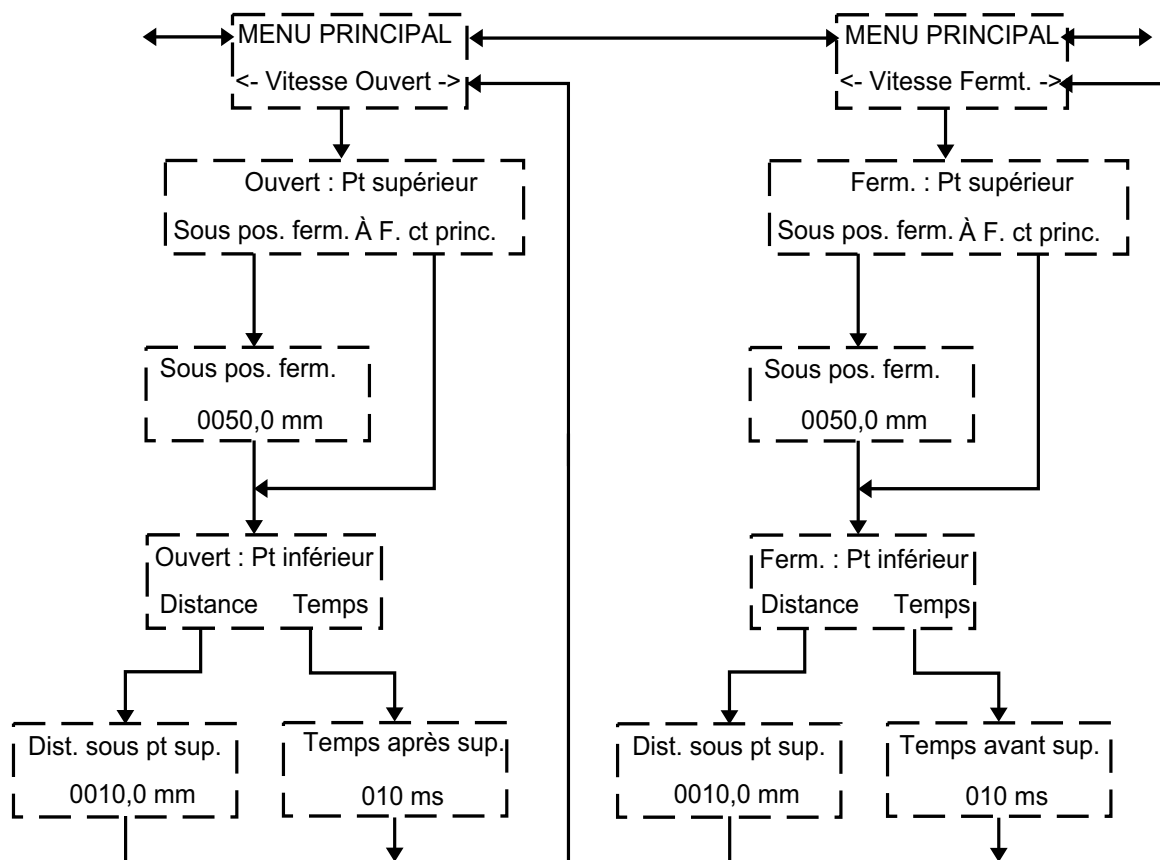 MENU PRINCIPAL
<- Vitesse Ouvert ->
Ouvert : Pt supérieur
Sous pos. ferm. À F. ct princ.
Sous pos. ferm.
0050,0 mm
Ouvert : Pt inférieur
Distance Temps
Dist. sous pt sup.
0010,0 mm
Temps après sup.
010 ms
MENU PRINCIPAL
<- Vitesse Fermt. ->
Ferm. : Pt supérieur
Sous pos. ferm. À F. ct princ.
Sous pos. ferm.
0050,0 mm
Ferm. : Pt inférieur
Distance Temps
Dist. sous pt sup.
0010,0 mm
Temps avant sup.
010 ms